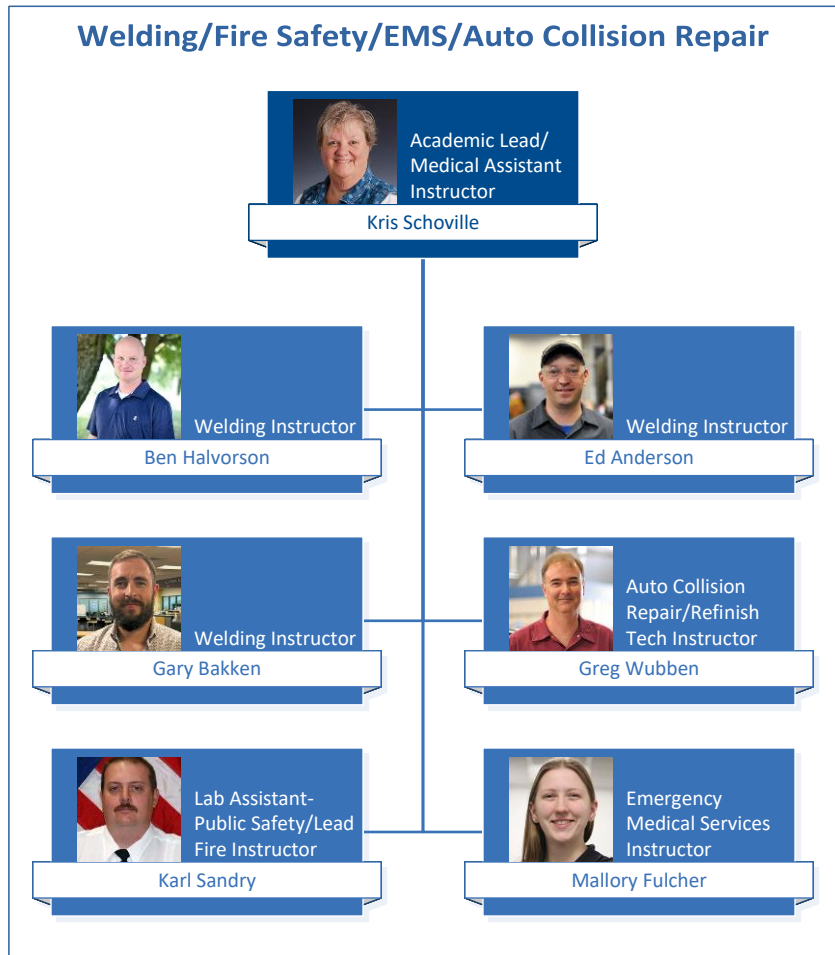 Welding/Fire Safety/EMS/Auto Collision Repair
Academic Lead/
Medical Assistant
Instructor
Kris Schoville
Welding Instructor
Ben Halvorson
Welding Instructor
Ed Anderson
Welding Instructor
Gary Bakken
Auto Collision
Repair/Refinish
Tech Instructor
Greg Wubben
Lab Assistant-
Public Safety/Lead
Fire Instructor
Karl Sandry
Emergency
Medical Services
Instructor
Mallory Fulcher